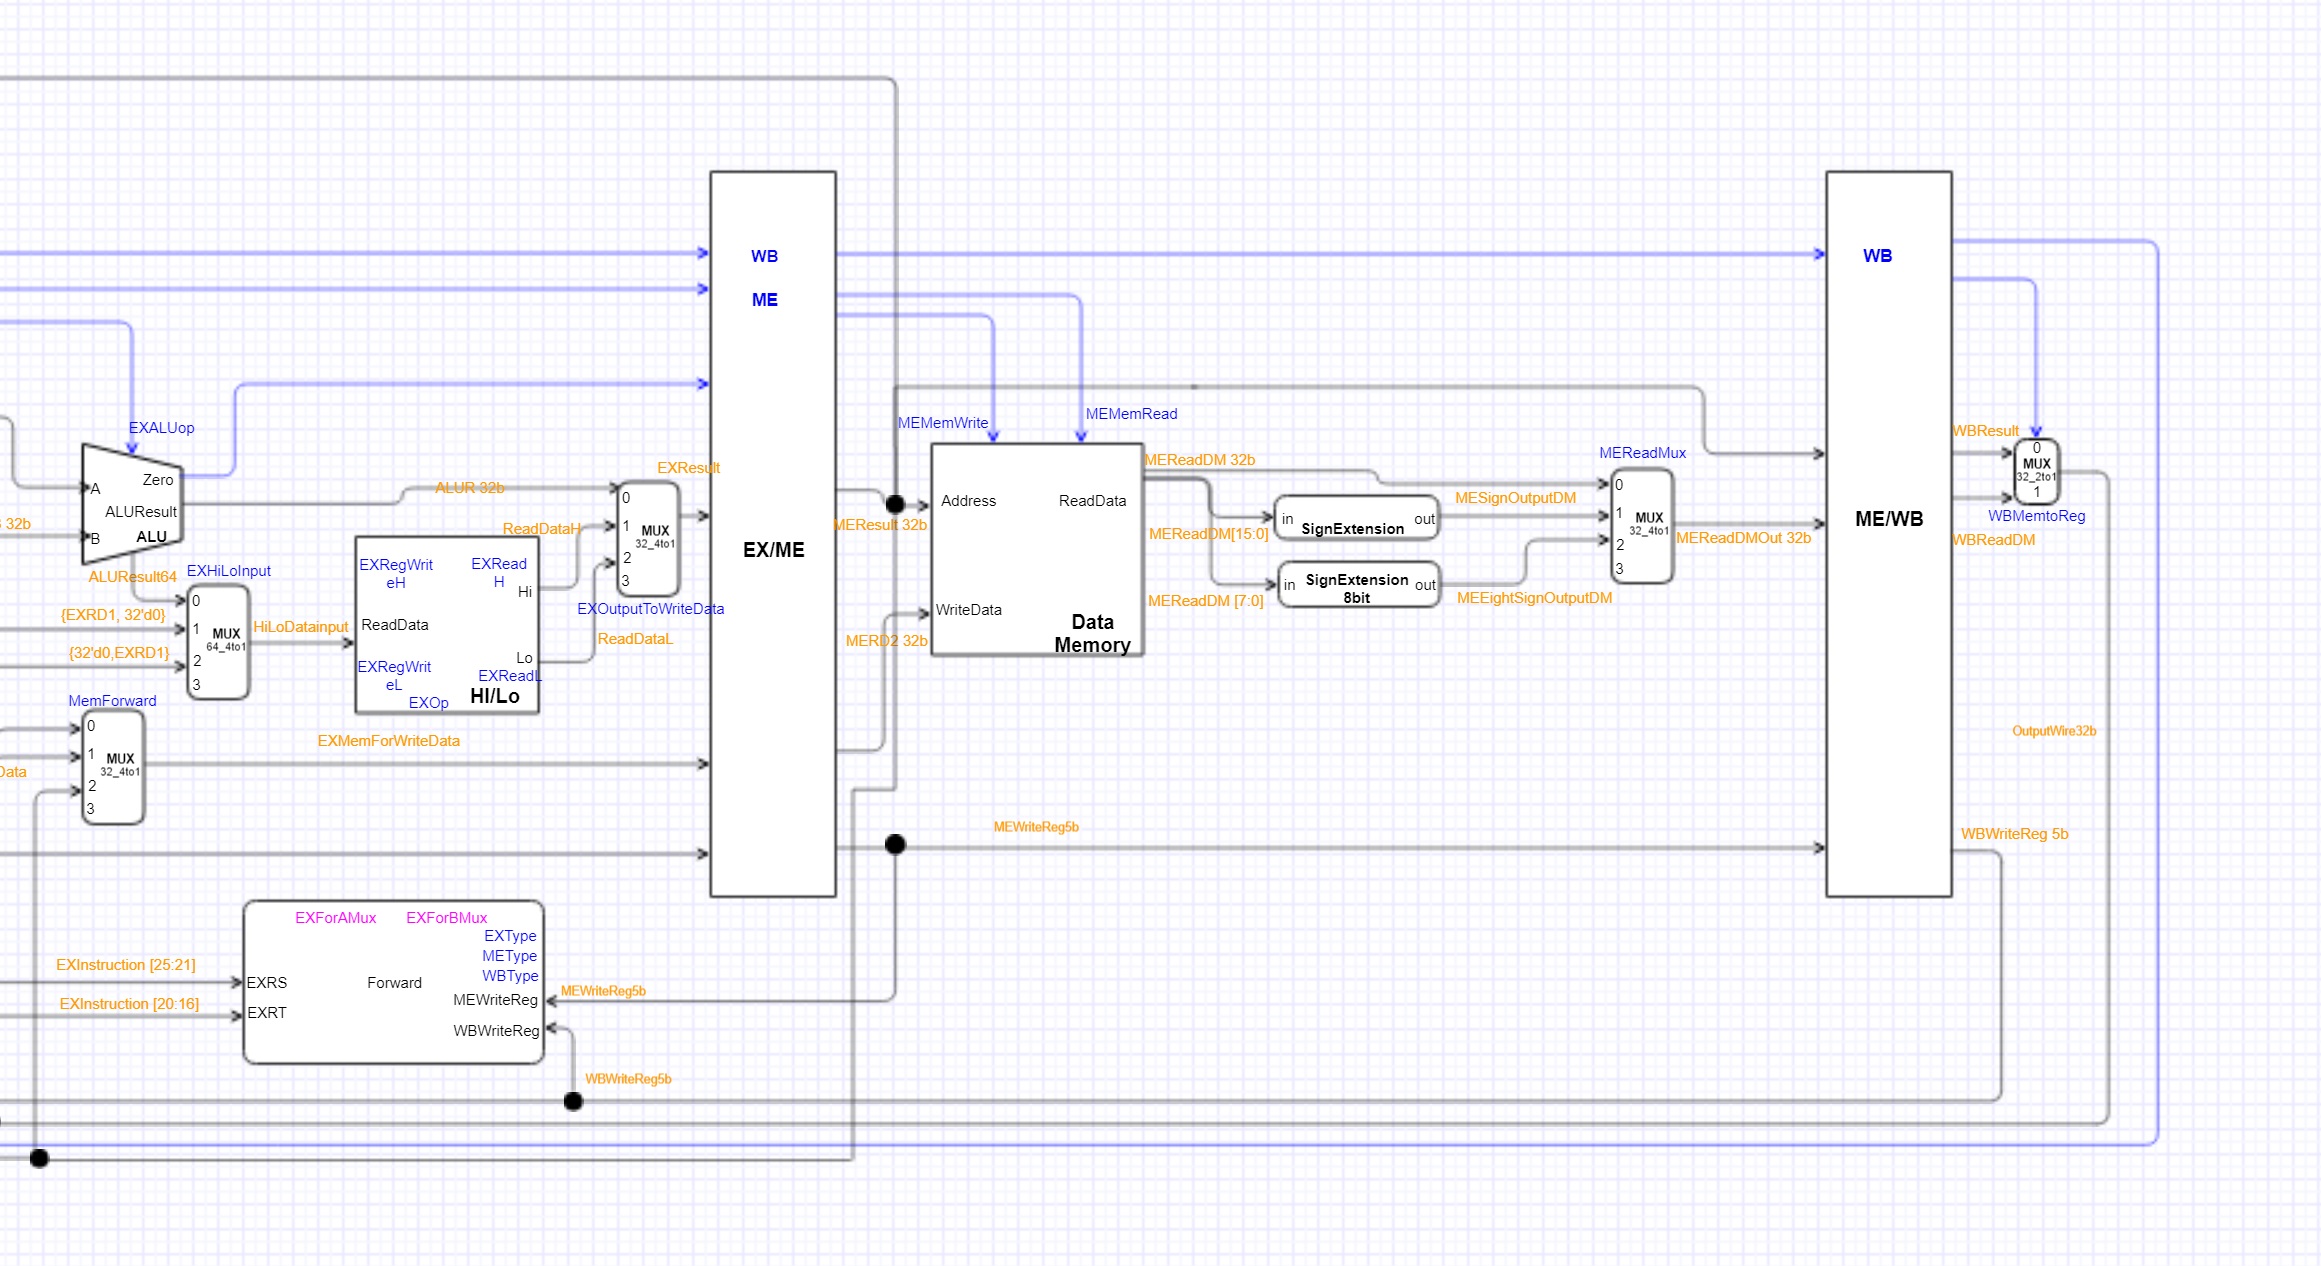 WB
ME
EX/ME
WB
ME/WB
EXALUop
A
Zero
ALUResult
B
ALU
32b
ALUResult64
EXHiLoInput
{EXRD1, 32'd0}
{32'd0,EXRD1}
0
1
2
3
MUX
64_4to1
HiLoDatainput
EXRegWrit
eH
EXRead
H
Hi
ReadData
Lo
EXRegWrit
eL
EXReadL
EXOp
HI/Lo
ALUR 32b
ReadDataH
ReadDataL
EXResult
0
1
2
3
MUX
32_4to1
EXOutputToWriteData
MemForward
0
1
2
3
MUX
32_4to1
Data
EXMemForWriteData
EXForAMux
EXForBMux
EXType
METype
WBType
EXInstruction [25:21]
EXRS
Forward
MEWriteReg
MEWriteReg5b
EXInstruction [20:16]
EXRT
WBWriteReg
WBWriteReg5b
MEResult 32b
MERD2 32b
MEMemWrite
MEMemRead
Address
ReadData
WriteData
Data
Memory
MEReadDM 32b
MEReadDM[15:0]
MEReadDM [7:0]
in
out
SignExtension
in
SignExtension
8bit
out
MESignOutputDM
MEEightSignOutputDM
MEReadMux
0
1
2
3
MUX
32_4to1
MEReadDMOut 32b
MEWriteReg5b
WBResult
0
MUX
32_2to1
1
WBMemtoReg
WBReadDM
OutputWire32b
WBWriteReg 5b